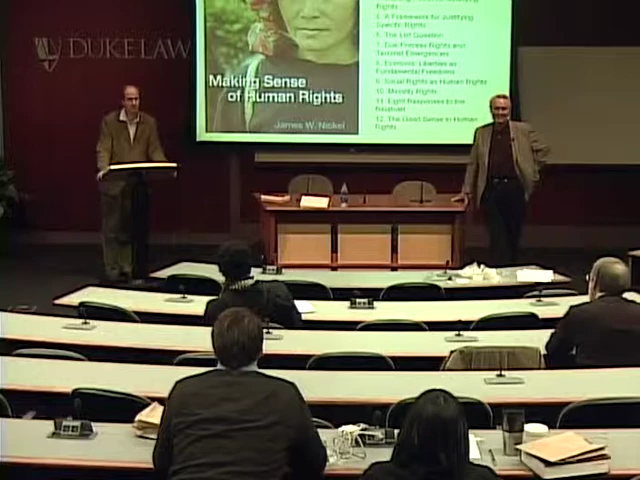 DUKE LAW
Rights
5. A Framework for Justifying
Specific Rights
6. The List Question
7. Due Process Rights and
Terrorist Emergencies
8. Economic Liberties as
Fundamental Freedoms
9. Social Rights as Human Rights
10. Minority Rights
11. Eight Responses to the
Relativist
12. The Good Sense in Human
Rights
Making Sense
of Human Rights
James W. Nickel